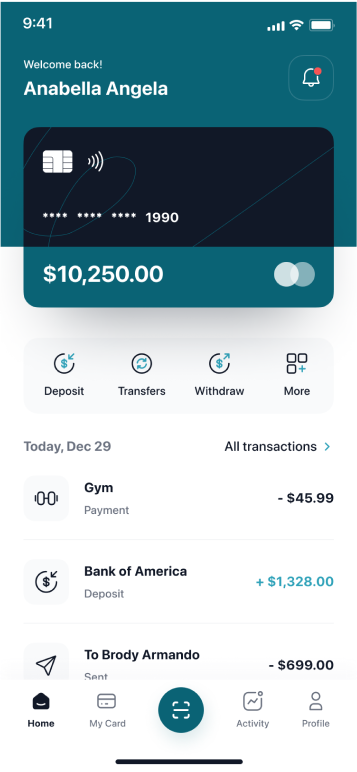 9:41
Welcome back!
Anabella Angela
**** **** **** 1990
$10,250.00
$ $
Deposit Transfers Withdraw More
Today, Dec 29 All transactions >
Gym
- $45.99
Payment
$
Bank of America
+ $1,328.00
Deposit
To Brody Armando
- $699.00
Sent
Home My Card Activity Profile